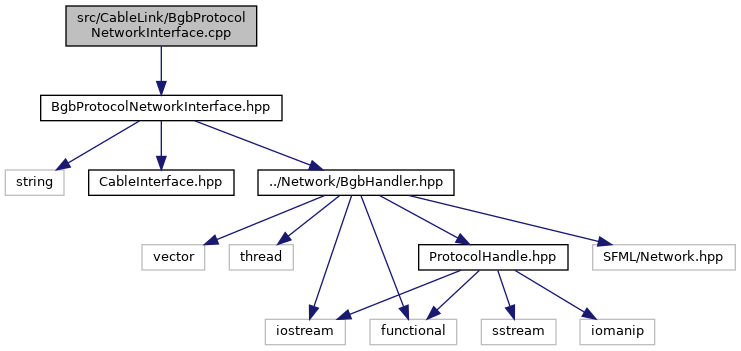 src/CableLink/BgbProtocol
NetworkInterface.cpp
BgbProtocolNetworkInterface.hpp
string
CableInterface.hpp
../Network/BgbHandler.hpp
vector
thread
ProtocolHandle.hpp
SFML/Network.hpp
iostream
functional
sstream
iomanip